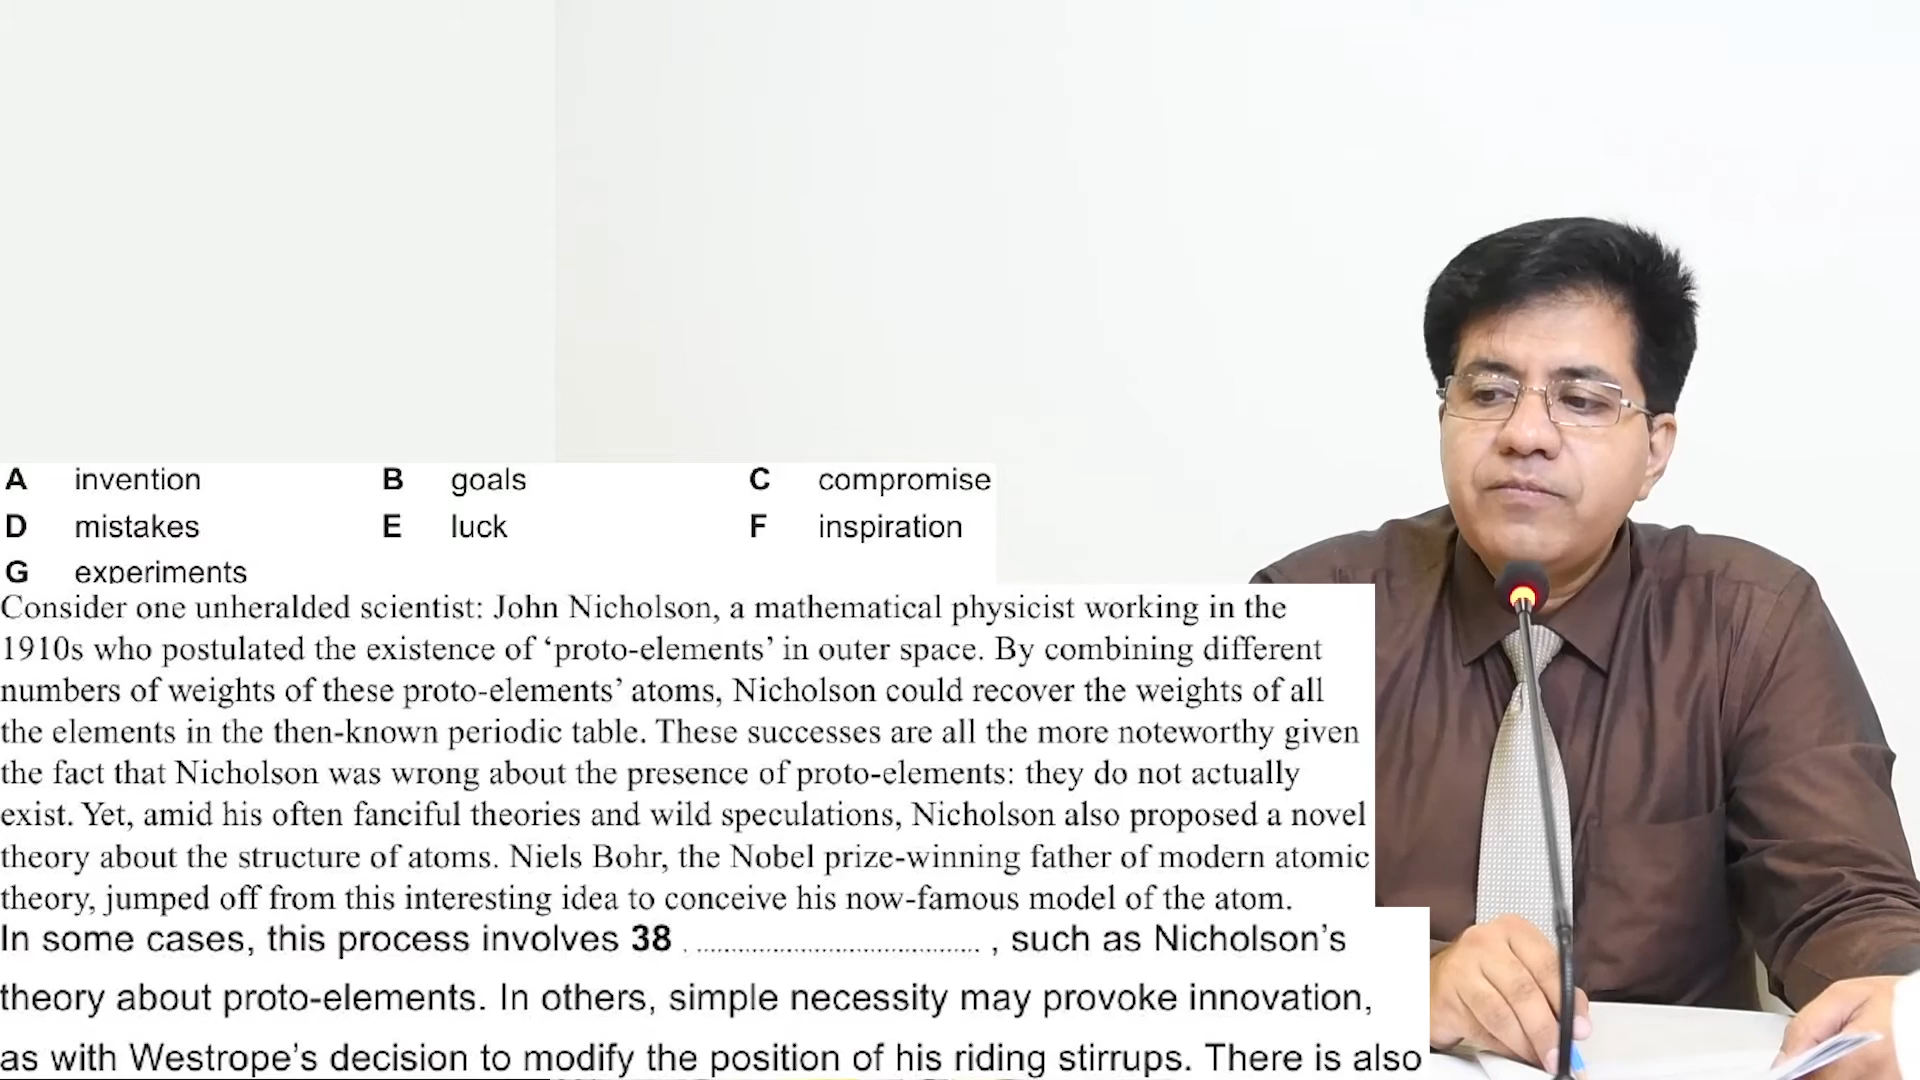 A invention B goals C compromise
D mistakes E luck F inspiration
G experiments
Consider one unheralded scientist: John Nicholson, a mathematical physicist working in the
1910s who postulated the existence of ‘proto-elements’ in outer space. By combining different
numbers of weights of these proto-elements’ atoms, Nicholson could recover the weights of all
the elements in the then-known periodic table. These successes are all the more noteworthy given
the fact that Nicholson was wrong about the presence of proto-elements: they do not actually
exist. Yet, amid his often fanciful theories and wild speculations, Nicholson also proposed a novel
theory about the structure of atoms. Niels Bohr, the Nobel prize-winning father of modern atomic
theory, jumped off from this interesting idea to conceive his now-famous model of the atom.
In some cases, this process involves 38 ........................................ , such as Nicholson’s
theory about proto-elements. In others, simple necessity may provoke innovation,
as with Westrope’s decision to modify the position of his riding stirrups. There is also